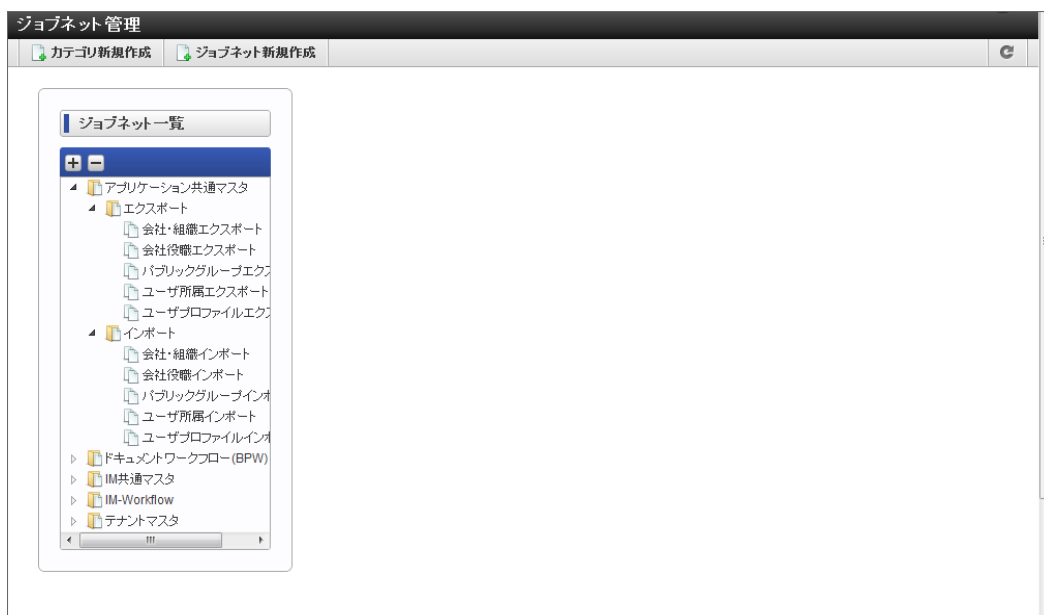 ジョブネット管理
カテゴリ新規作成 ジョブネット新規作成
ジョブネット一覧
アプリケーション共通マスタ
エクスポート
会社・組織エクスポート
会社役職エクスポート
パブリックグループエクス
ユーザ所属エクスポート
ユーザプロファイルエクス
インポート
会社・組織インポート
会社役職インポート
パブリックグループインポ
ユーザ所属インポート
ユーザプロファイルインポ
ドキュメントワークフロー(BPW)
IM共通マスタ
IM-Workflow
テナントマスタ